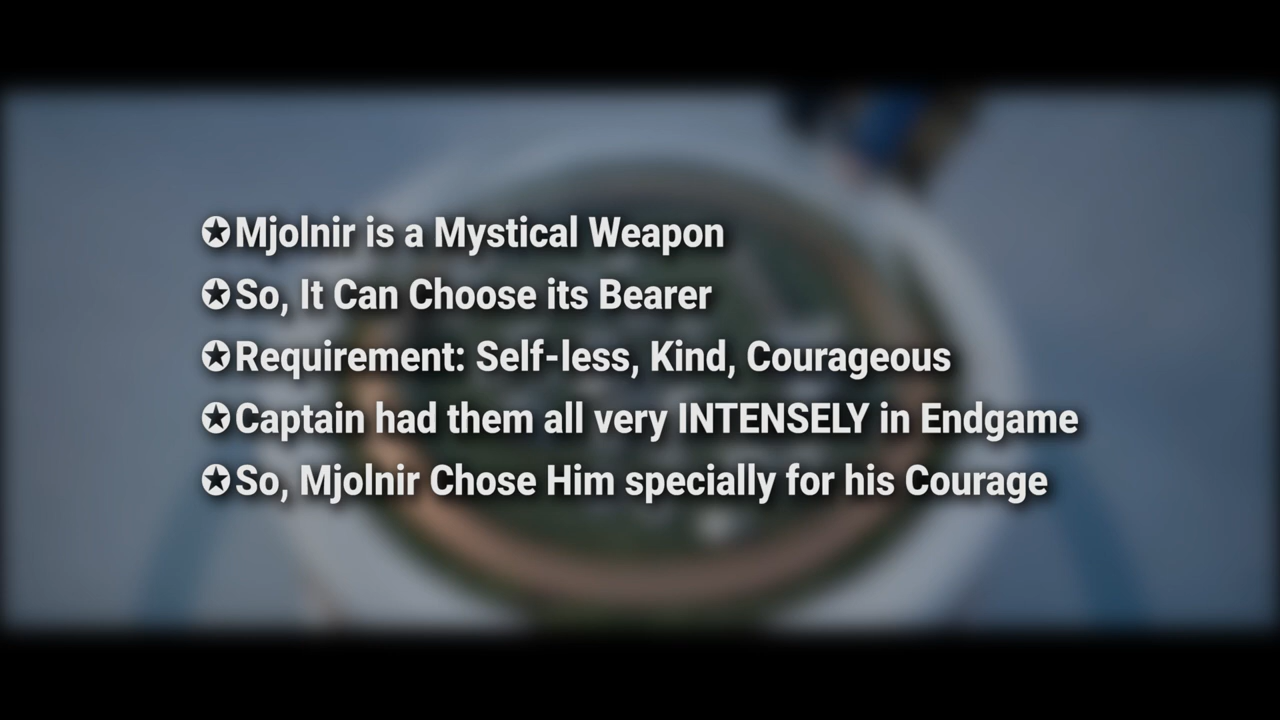 ✪Mjolnir is a Mystical Weapon
✪So, It Can Choose its Bearer
✪Requirement: Self-less, Kind, Courageous
✪Captain had them all very INTENSELY in Endgame
✪So, Mjolnir Chose Him specially for his Courage